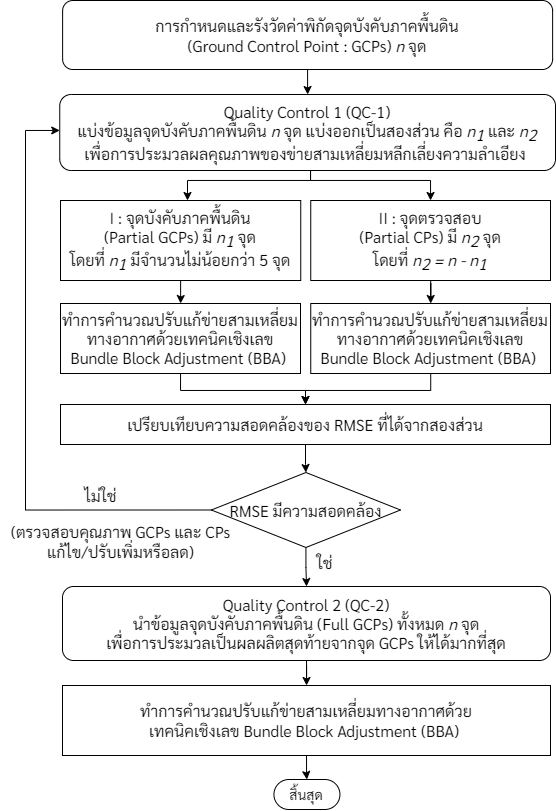 การกำหนดและรังวัดค่าพิกัดจุดบังคับภาคพื้นดิน
(Ground Control Point : GCPs) n จุด
Quality Control 1 (QC-1)
แบ่งข้อมูลจุดบังคับภาคพื้นดิน n จุด แบ่งออกเป็นสองส่วน คือ n1 และ n2
เพื่อการประมวลผลคุณภาพของข่ายสามเหลี่ยมหลีกเลี่ยงความลำเอียง
I : จุดบังคับภาคพื้นดิน
(Partial GCPs) มี n1 จุด
โดยที่ n1 มีจำนวนไม่น้อยกว่า 5 จุด
II : จุดตรวจสอบ
(Partial CPs) มี n2 จุด
โดยที่ n2 = n - n1
ทำการคำนวณปรับแก้ข่ายสามเหลี่ยม
ทางอากาศด้วยเทคนิคเชิงเลข
Bundle Block Adjustment (BBA)
ทำการคำนวณปรับแก้ข่ายสามเหลี่ยม
ทางอากาศด้วยเทคนิคเชิงเลข
Bundle Block Adjustment (BBA)
เปรียบเทียบความสอดคล้องของ RMSE ที่ได้จากสองส่วน
ไม่ใช่
RMSE มีความสอดคล้อง
(ตรวจสอบคุณภาพ GCPs และ CPs
แก้ไข/ปรับเพิ่มหรือลด)
ใช่
Quality Control 2 (QC-2)
นำข้อมูลจุดบังคับภาคพื้นดิน (Full GCPs) ทั้งหมด n จุด
เพื่อการประมวลเป็นผลผลิตสุดท้ายจากจุด GCPs ให้ได้มากที่สุด
ทำการคำนวณปรับแก้ข่ายสามเหลี่ยมทางอากาศด้วย
เทคนิคเชิงเลข Bundle Block Adjustment (BBA)
สิ้นสุด